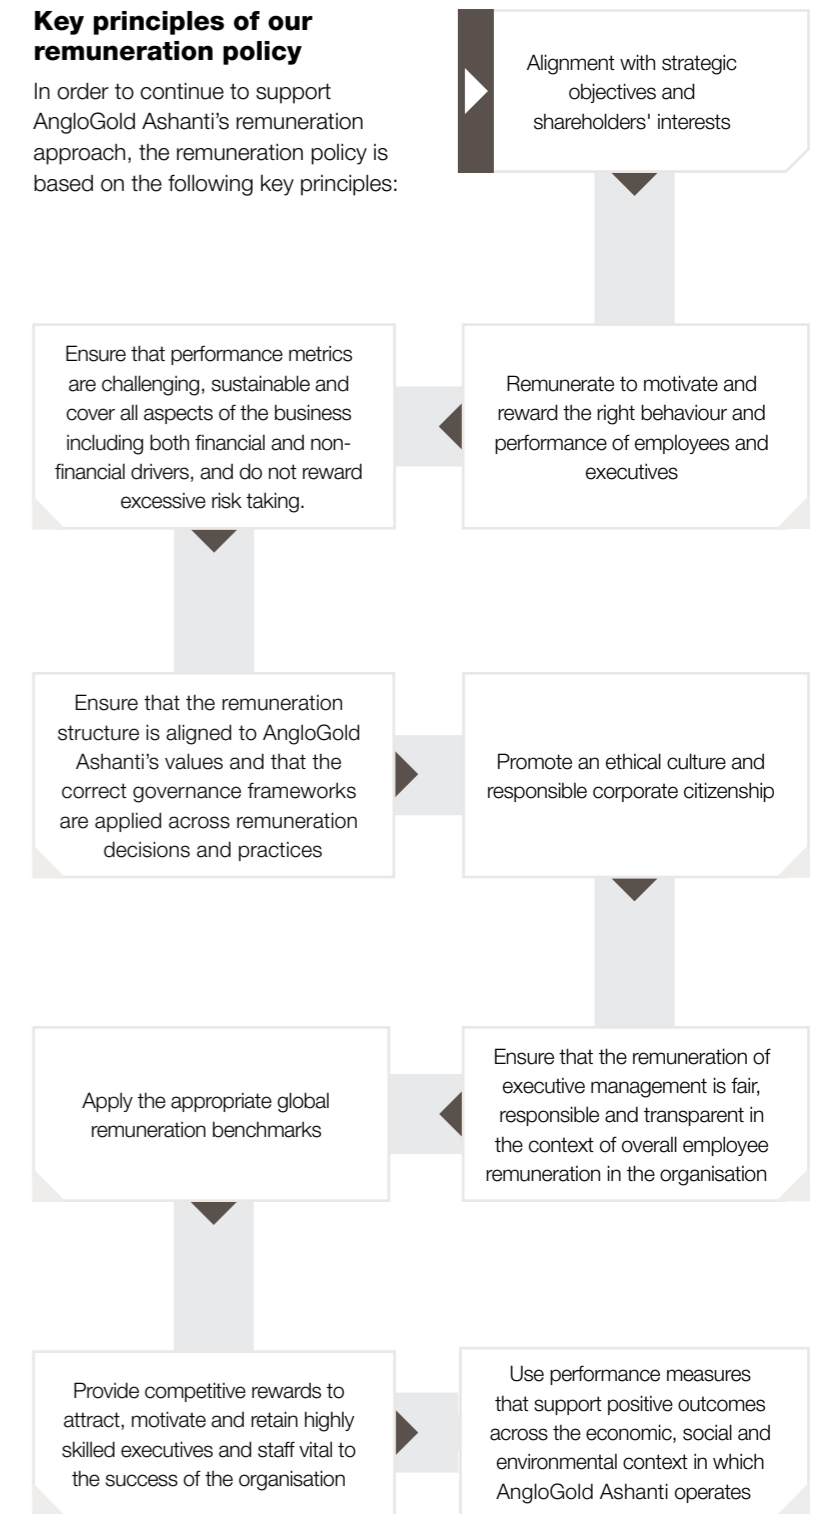 Key principles of our
remuneration policy
In order to continue to support
AngloGold Ashanti’s remuneration
approach, the remuneration policy is
based on the following key principles:
Alignment with strategic
objectives and
shareholders' interests
Remunerate to motivate and
reward the right behaviour and
performance of employees and
executives
Ensure that performance metrics
are challenging, sustainable and
cover all aspects of the business
including both financial and non-
financial drivers, and do not reward
excessive risk taking.
Ensure that the remuneration
structure is aligned to AngloGold
Ashanti’s values and that the
correct governance frameworks
are applied across remuneration
decisions and practices
Promote an ethical culture and
responsible corporate citizenship
Ensure that the remuneration of
executive management is fair,
responsible and transparent in
the context of overall employee
remuneration in the organisation
Apply the appropriate global
remuneration benchmarks
Provide competitive rewards to
attract, motivate and retain highly
skilled executives and staff vital to
the success of the organisation
Use performance measures
that support positive outcomes
across the economic, social and
environmental context in which
AngloGold Ashanti operates